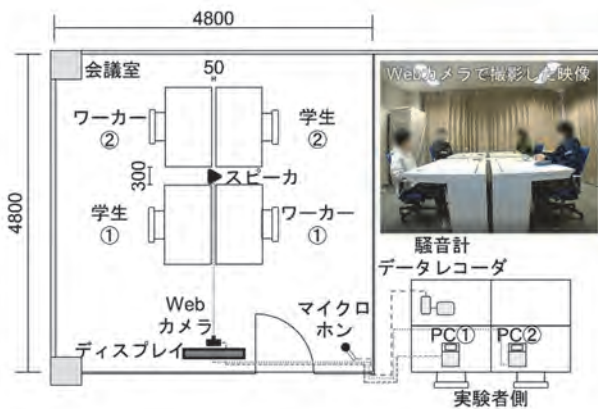 4800
会議室
50
Webカメラで撮影した映像
ワーカー
②
学生
②
300
スピーカ
4800
学生
①
ワーカー
①
騒音計
データレコーダ
Web
カメラ
マイクロ
ホン
ディスプレイ
PC①
PC②
実験者側